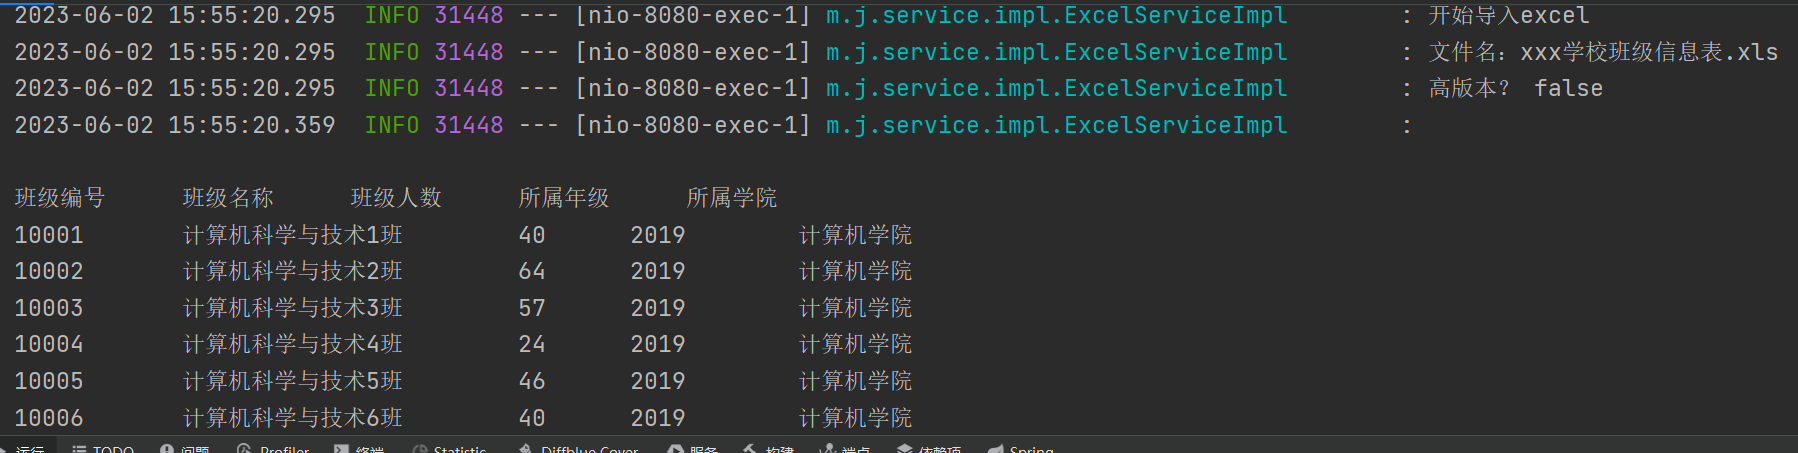 2023-06-02 15:55:20.295  INFO 31448 --- [nio-8080-exec-1] m.j.service.impl.ExcelServiceImpl        : 开始导入excel
2023-06-02 15:55:20.295  INFO 31448 --- [nio-8080-exec-1] m.j.service.impl.ExcelServiceImpl        : 文件名：xxx学校班级信息表.xls
2023-06-02 15:55:20.295  INFO 31448 --- [nio-8080-exec-1] m.j.service.impl.ExcelServiceImpl        : 高版本？ false
2023-06-02 15:55:20.359  INFO 31448 --- [nio-8080-exec-1] m.j.service.impl.ExcelServiceImpl        :
班级编号 班级名称 班级人数 所属年级 所属学院
10001 计算机科学与技术1班 40 2019 计算机学院
10002 计算机科学与技术2班 64 2019 计算机学院
10003 计算机科学与技术3班 57 2019 计算机学院
10004 计算机科学与技术4班 24 2019 计算机学院
10005 计算机科学与技术5班 46 2019 计算机学院
10006 计算机科学与技术6班 40 2019 计算机学院
运行 TODO 问题 Profiler 终端 Statistic Diffblue Cover 服务 构建 端点 依赖项 Spring